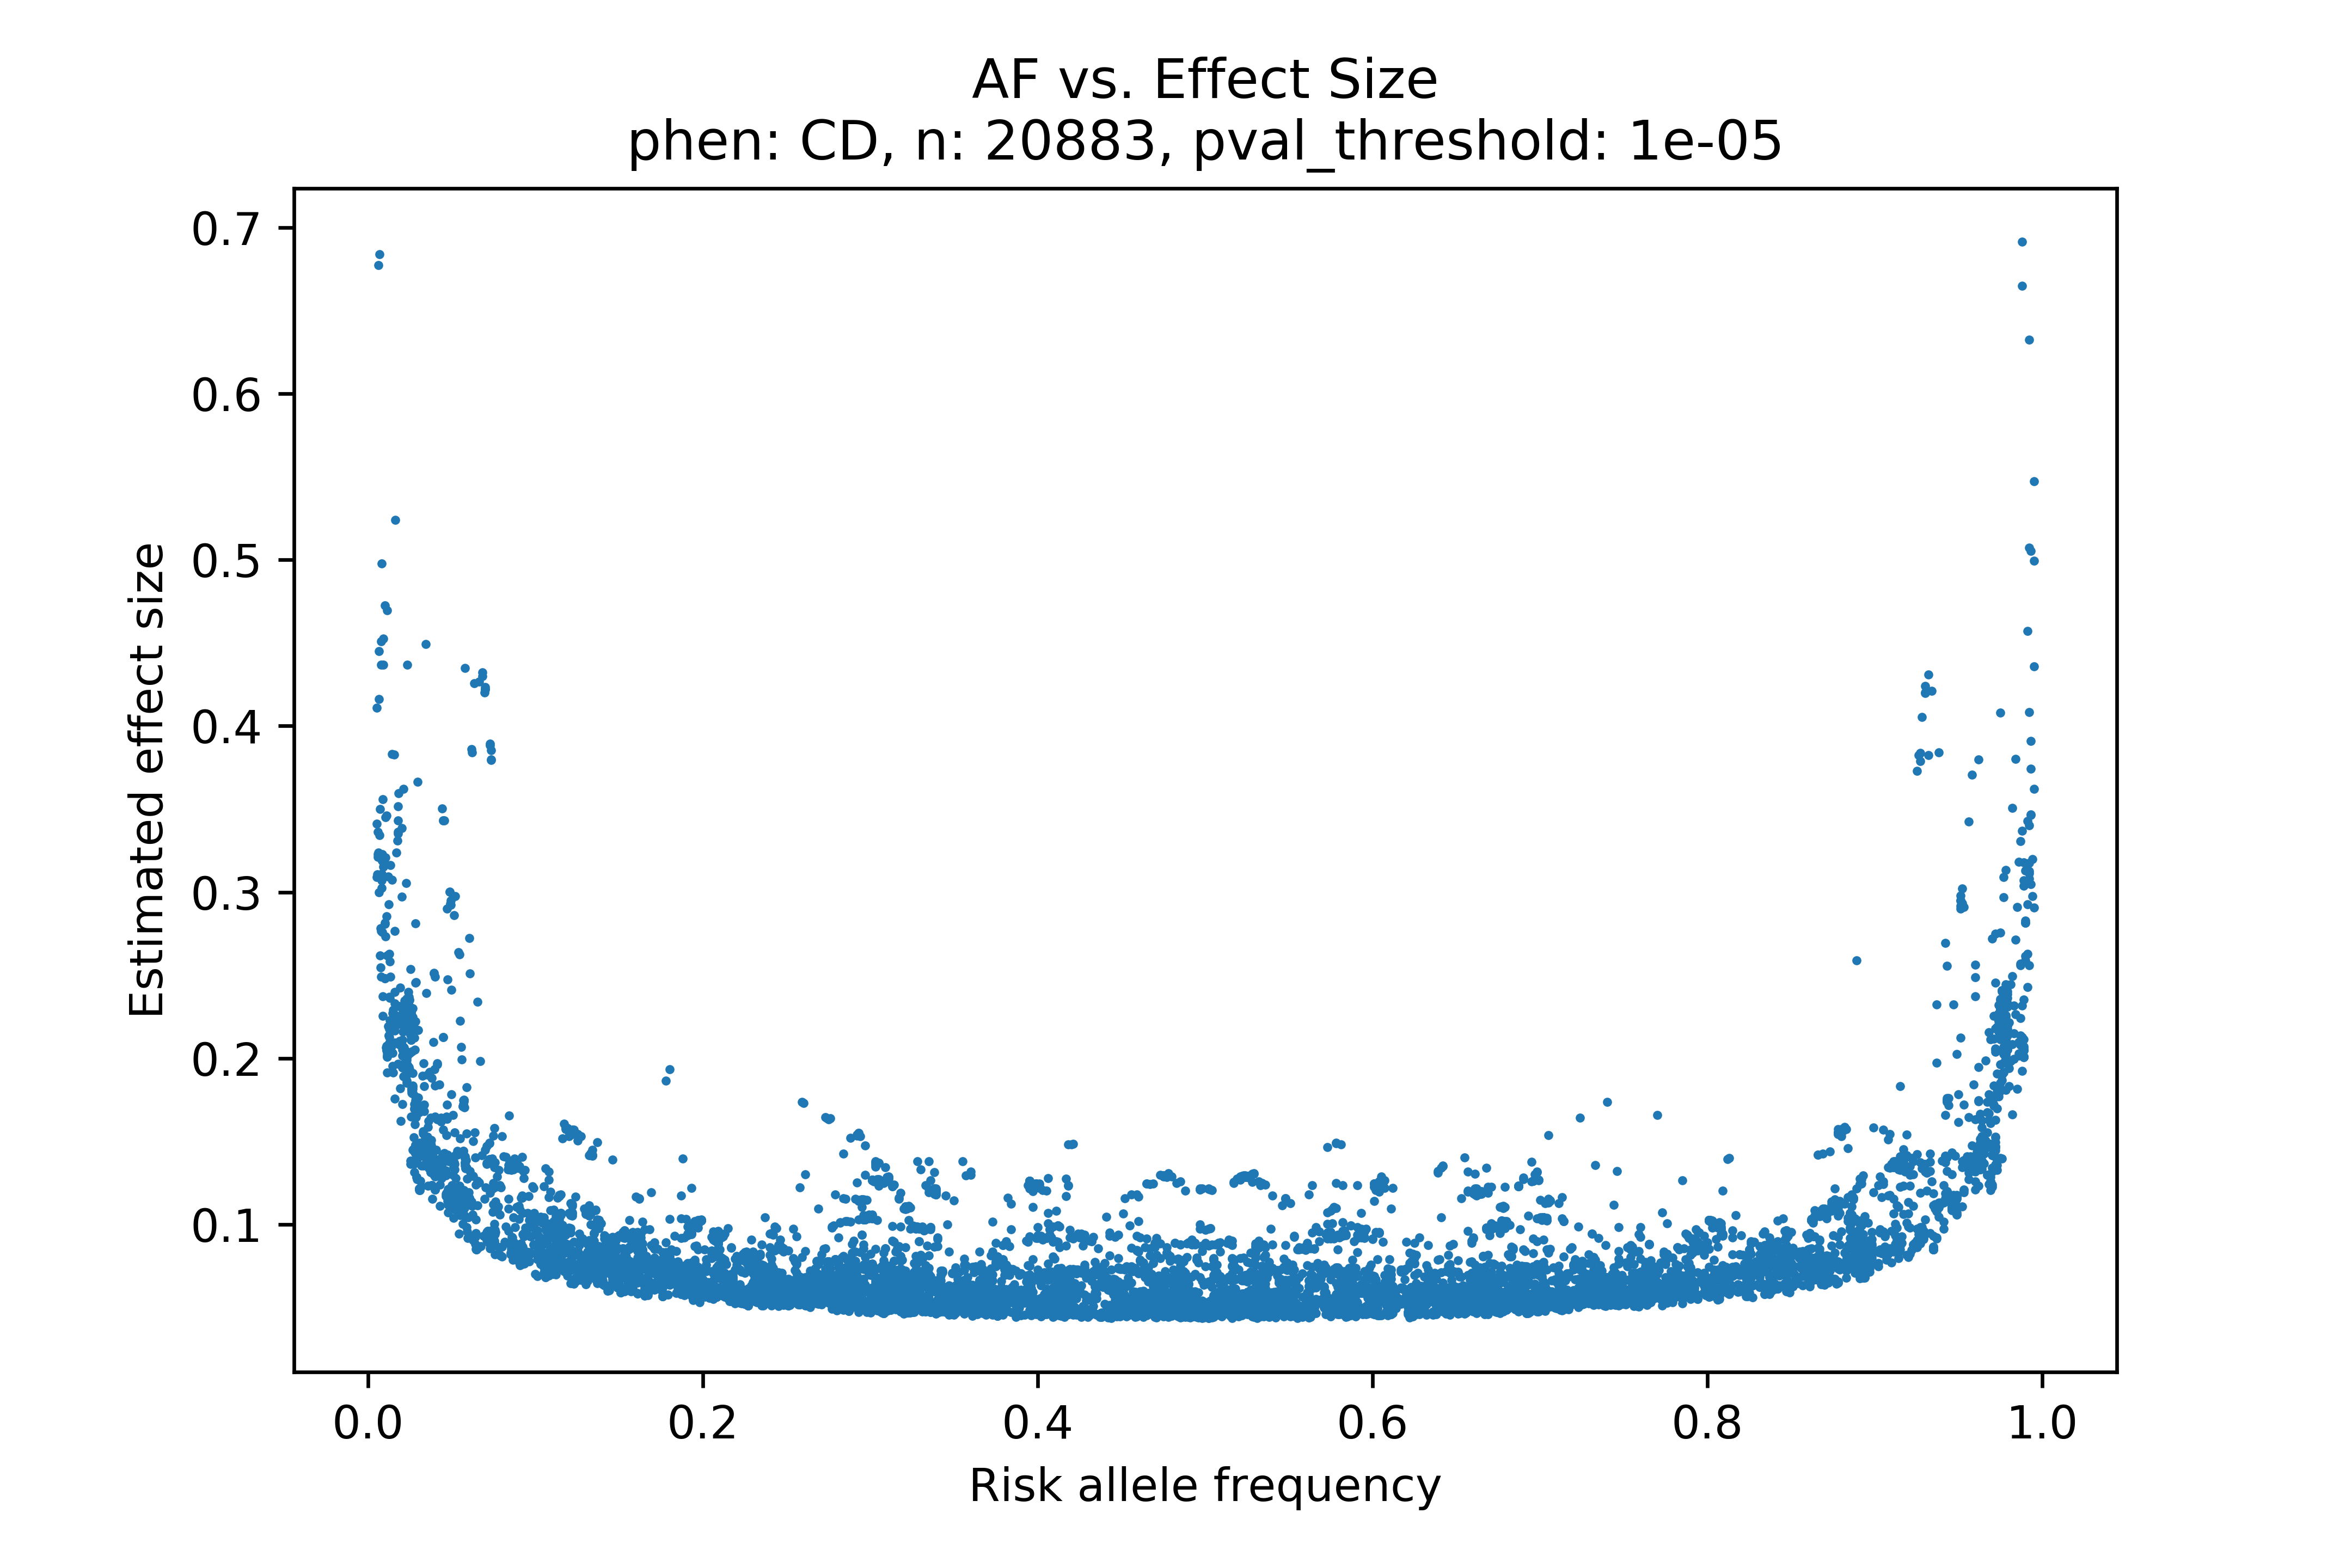 AF vs. Effect Size
phen: CD, n: 20883, pval_threshold: 1e-05
0.7
0.6
0.5
0.4
0.3
0.2
0.1
Estimated effect size
0.0 0.2 0.4 0.6 0.8 1.0
Risk allele frequency